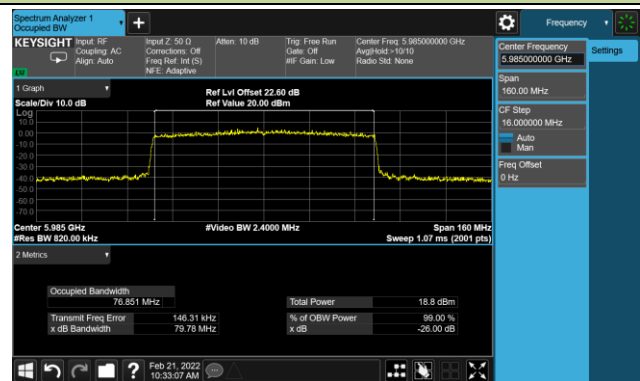 Spectrum Analyzer 1
Occupied BW
Frequency
KEYSIGHT
Input: RF
Coupling: AC
Align: Auto
Input Z: 50 Ω
Corrections: Off
Freq Ref: Int (S)
NFE: Adaptive
Atten: 10 dB
Trig: Free Run
Gate: Off
#IF Gain: Low
Center Freq: 5.985000000 GHz
Avg|Hold:>10/10
Radio Std: None
Center Frequency
5.985000000 GHz
Settings
Span
160.00 MHz
CF Step
16.000000 MHz
Auto
Man
Freq Offset
0 Hz
1 Graph
Scale/Div 10.0 dB
Ref Lvl Offset 22.60 dB
Ref Value 20.00 dBm
Log
10.0
0.00
-10.0
-20.0
-30.0
-40.0
-50.0
-60.0
-70.0
Center 5.985 GHz
#Video BW 2.4000 MHz
Span 160 MHz
#Res BW 820.00 kHz
Sweep 1.07 ms (2001 pts)
2 Metrics
Occupied Bandwidth
76.851 MHz
Total Power 18.8 dBm
Transmit Freq Error 146.31 kHz
% of OBW Power 99.00 %
x dB Bandwidth 79.78 MHz
x dB -26.00 dB
?
Feb 21, 2022
10:33:07 AM